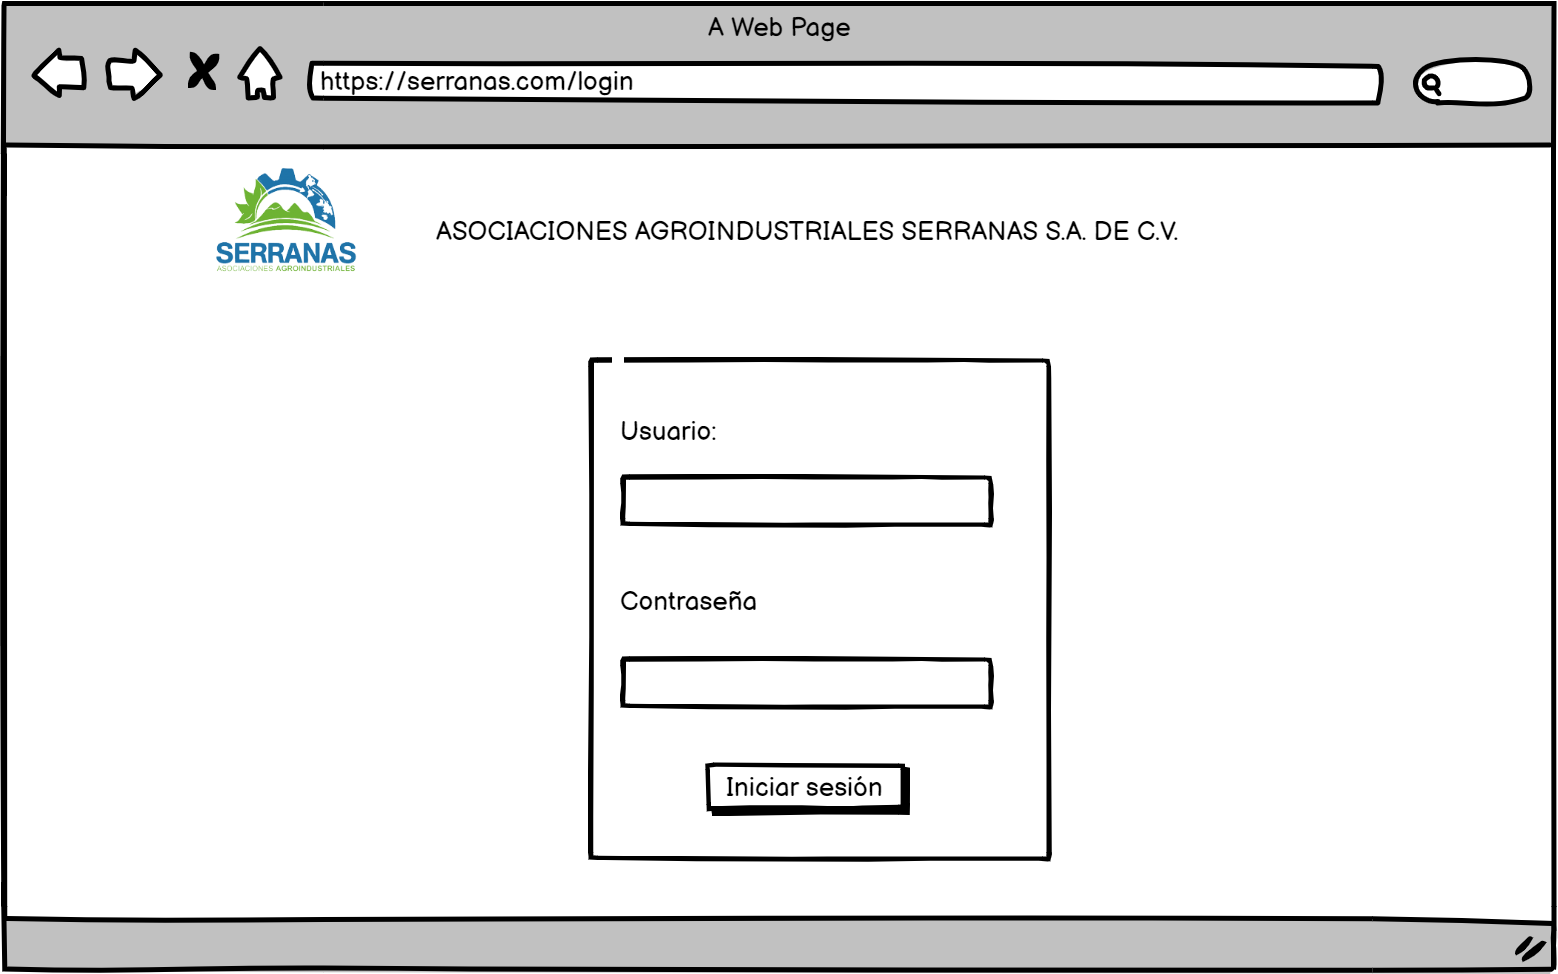 A Web Page
https://serranas.com/login
SERRANAS
ASOCIACIONES AGROINDUSTRIALES
ASOCIACIONES AGROINDUSTRIALES SERRANAS S.A. DE C.V.
Usuario:
Contraseña
Iniciar sesión